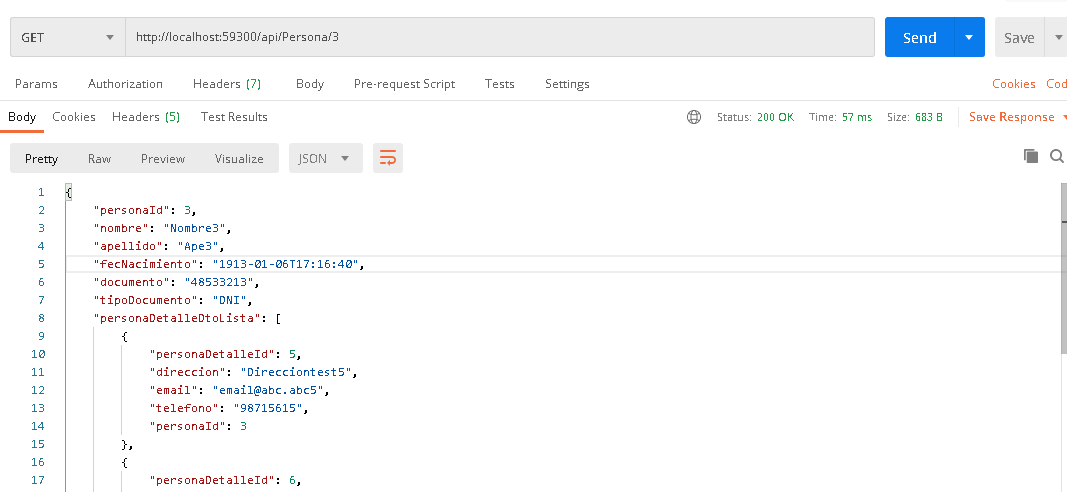 GET http://localhost:59300/api/Persona/3 Send Save
Params Authorization Headers (7) Body Pre-request Script Tests Settings Cookies Cod
Body Cookies Headers (5) Test Results Status: 200 OK Time: 57 ms Size: 683 B Save Response
Pretty Raw Preview Visualize JSON
1 {
2 "personaId": 3,
3 "nombre": "Nombre3",
4 "apellido": "Ape3",
5 "fecNacimiento": "1913-01-06T17:16:40",
6 "documento": "48533213",
7 "tipoDocumento": "DNI",
8 "personaDetalleDtoLista": [
9 {
10 "personaDetalleId": 5,
11 "direccion": "Direcciontest5",
12 "email": "email@abc.abc5",
13 "telefono": "98715615",
14 "personaId": 3
15 },
16 {
17 "personaDetalleId": 6,